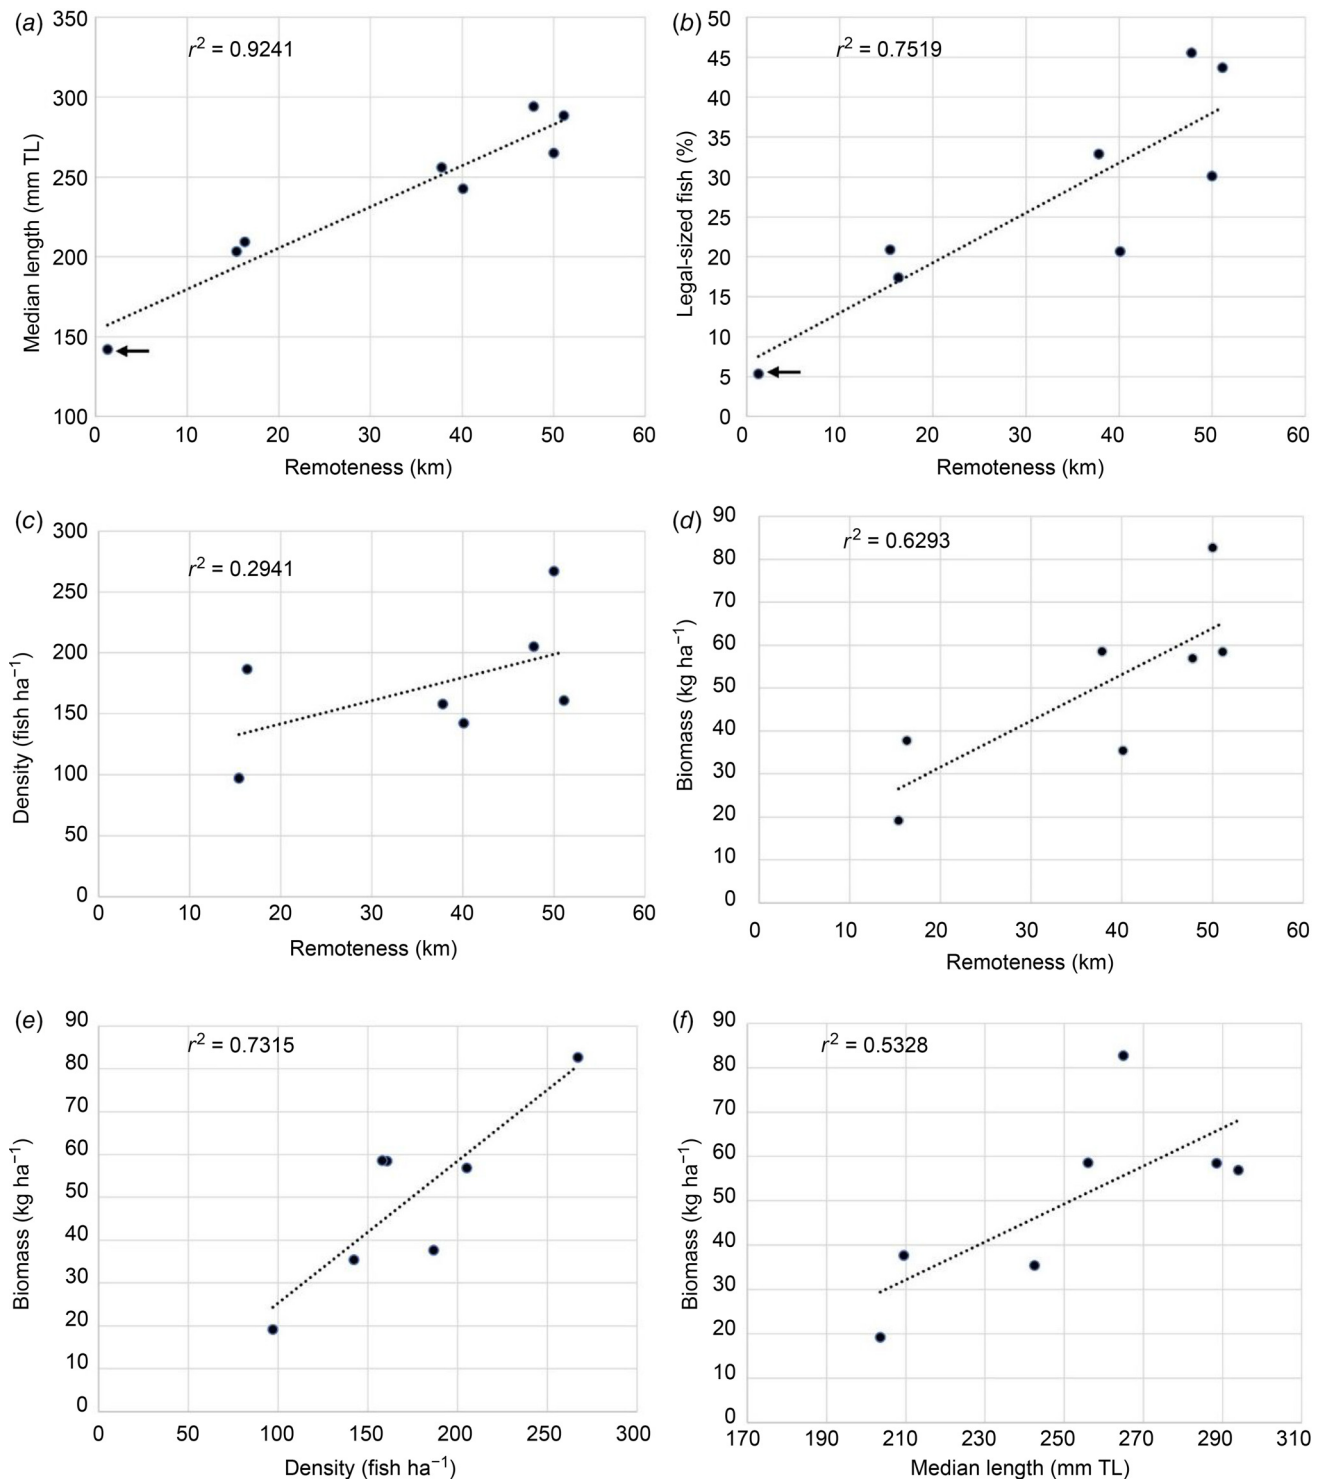 (a)
350
300
250
200
150
100
Median length (mm TL)
r² = 0.9241
0 10 20 30 40 50 60
Remoteness (km)
(b)
50
45
40
35
30
25
20
15
10
5
0
Legal-sized fish (%)
r² = 0.7519
0 10 20 30 40 50 60
Remoteness (km)
(c)
300
250
200
150
100
50
0
Density (fish ha⁻¹)
r² = 0.2941
0 10 20 30 40 50 60
Remoteness (km)
(d)
90
80
70
60
50
40
30
20
10
0
Biomass (kg ha⁻¹)
r² = 0.6293
0 10 20 30 40 50 60
Remoteness (km)
(e)
90
80
70
60
50
40
30
20
10
0
Biomass (kg ha⁻¹)
r² = 0.7315
0 50 100 150 200 250 300
Density (fish ha⁻¹)
(f)
90
80
70
60
50
40
30
20
10
0
Biomass (kg ha⁻¹)
r² = 0.5328
170 190 210 230 250 270 290 310
Median length (mm TL)